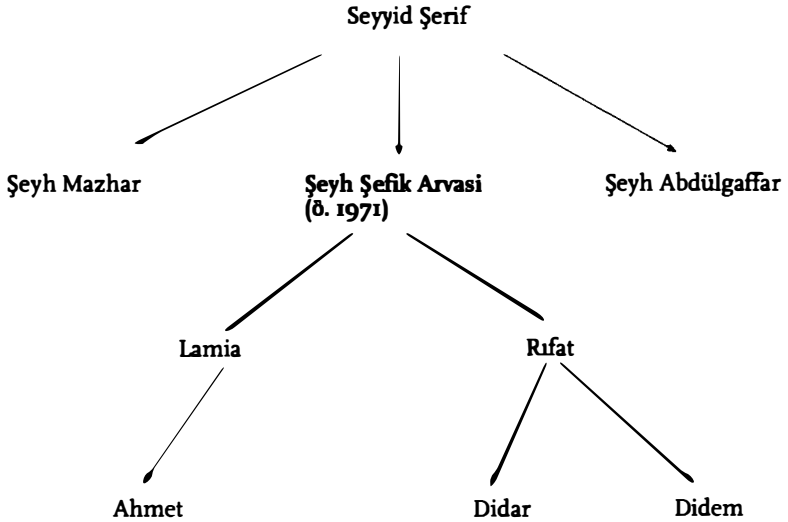 Seyyid Şerif
Şeyh Mazhar
Şeyh Şefik Arvasi
(ö. 1971)
Şeyh Abdülgaffar
Lamia
Rıfat
Ahmet
Didar
Didem